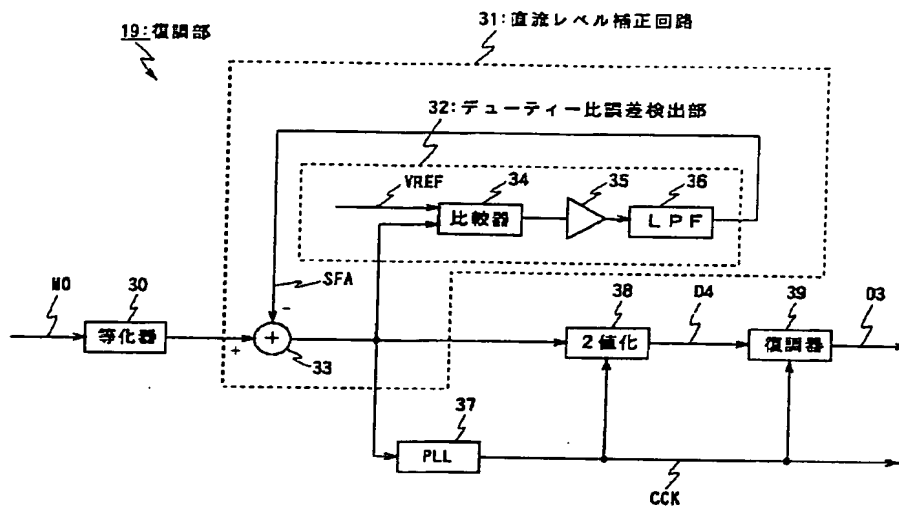 31:直流レベル補正回路
19:復調部
32:デューティー比誤差検出部
VREF
34
35
36
比較器
LPF
MO
30
SFA
-
38
D4
39
D3
等化器
+
+
33
2値化
復調器
37
PLL
CCK